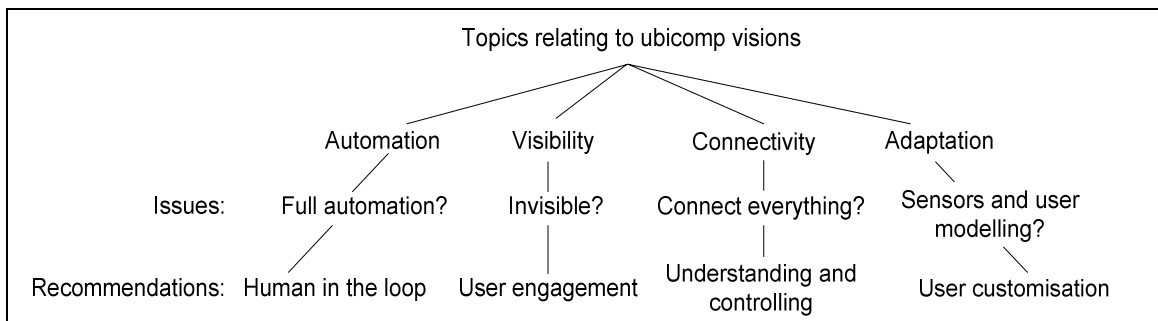 Topics relating to ubicomp visions
Automation Visibility Connectivity Adaptation
Issues: Full automation? Invisible? Connect everything? Sensors and user
modelling?
Recommendations: Human in the loop User engagement Understanding and
controlling User customisation